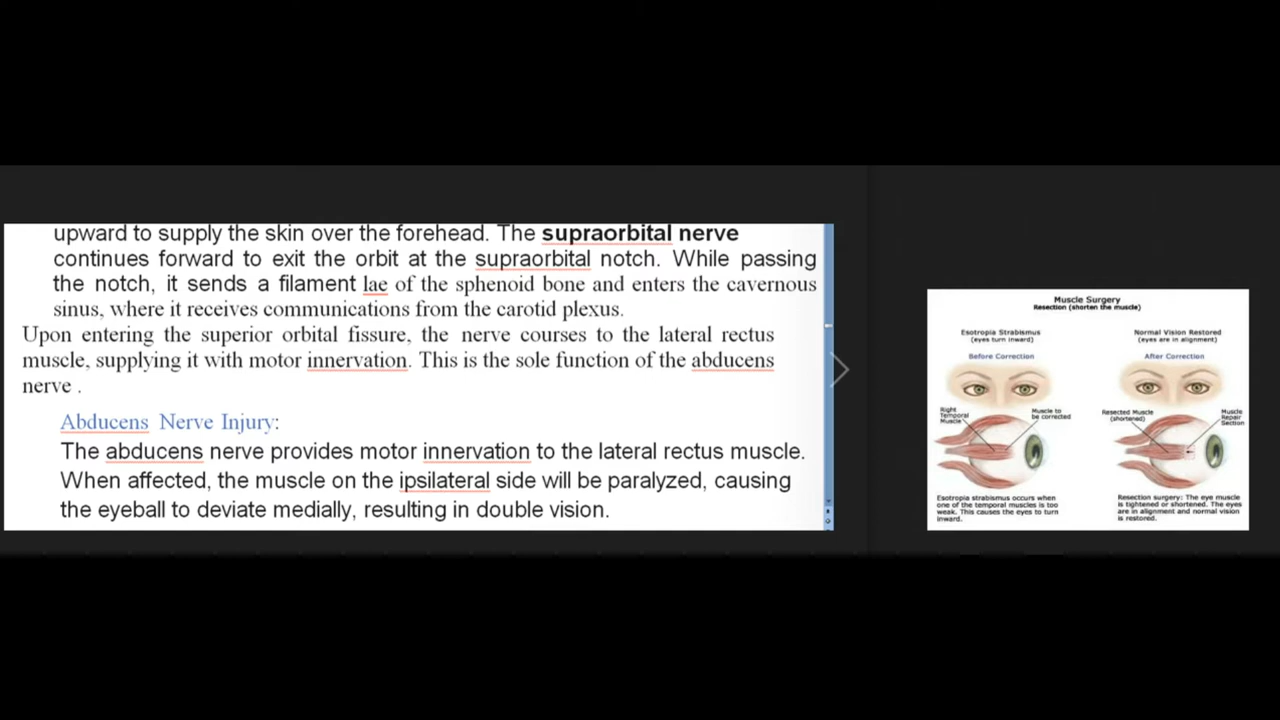 upward to supply the skin over the forehead. The supraorbital nerve
continues forward to exit the orbit at the supraorbital notch. While passing
the notch, it sends a filament lae of the sphenoid bone and enters the cavernous
sinus, where it receives communications from the carotid plexus.
Upon entering the superior orbital fissure, the nerve courses to the lateral rectus
muscle, supplying it with motor innervation. This is the sole function of the abducens
nerve .
Abducens Nerve Injury:
The abducens nerve provides motor innervation to the lateral rectus muscle.
When affected, the muscle on the ipsilateral side will be paralyzed, causing
the eyeball to deviate medially, resulting in double vision.
Muscle Surgery
Resection (shorten the muscle)
Esotropia Strabismus
(eyes turn inward)
Before Correction
Right
Temporal
Muscle
Muscle to
be corrected
Esotropia strabismus occurs when
one of the temporal muscles is too
weak. This causes the eyes to turn
inward.
Normal Vision Restored
(eyes are in alignment)
After Correction
Resected Muscle
(shortened)
Muscle
Repair
Section
Resection surgery: The eye muscle
is tightened or shortened. The eyes
are in alignment and normal vision
is restored.